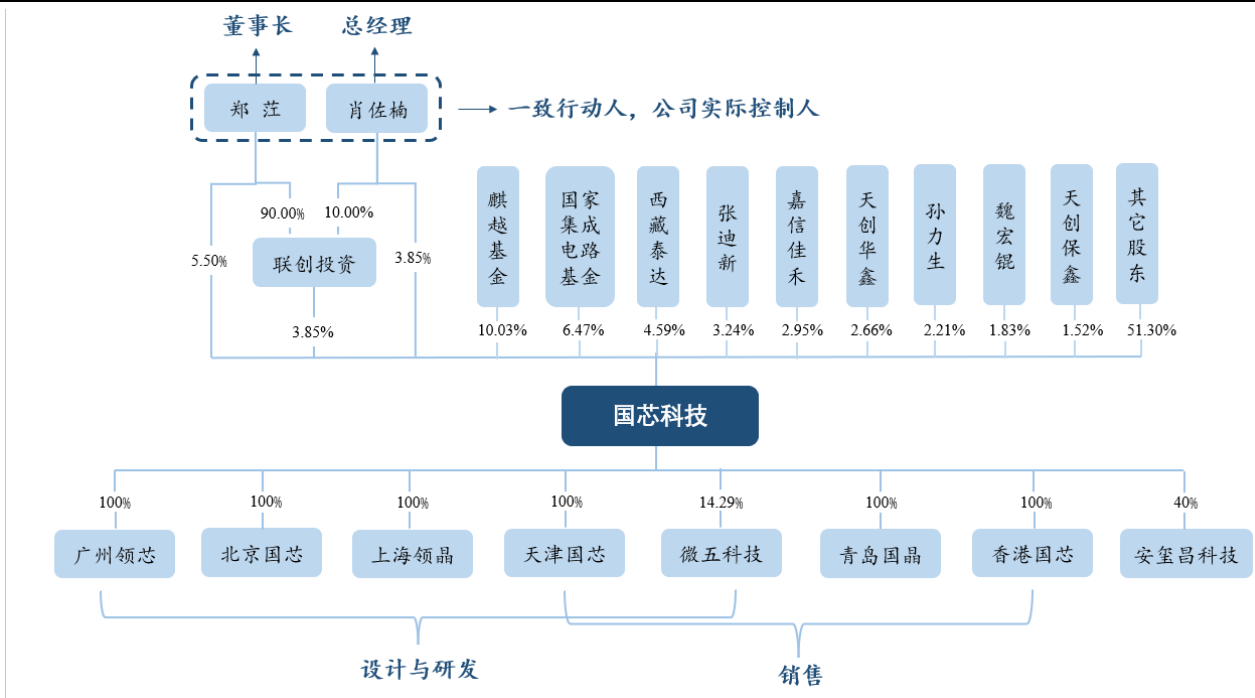 董事长
总经理
郑 茳
肖佐楠
一致行动人，公司实际控制人
90.00%
10.00%
5.50%
联创投资
3.85%
3.85%
麒越基金
国家集成电路基金
西藏泰达
张迪新
嘉信佳禾
天创华鑫
孙力生
魏宏锟
天创保鑫
其它股东
10.03%
6.47%
4.59%
3.24%
2.95%
2.66%
2.21%
1.83%
1.52%
51.30%
国芯科技
100%
100%
100%
100%
14.29%
100%
100%
40%
广州领芯
北京国芯
上海领晶
天津国芯
微五科技
青岛国晶
香港国芯
安玺昌科技
设计与研发
销售